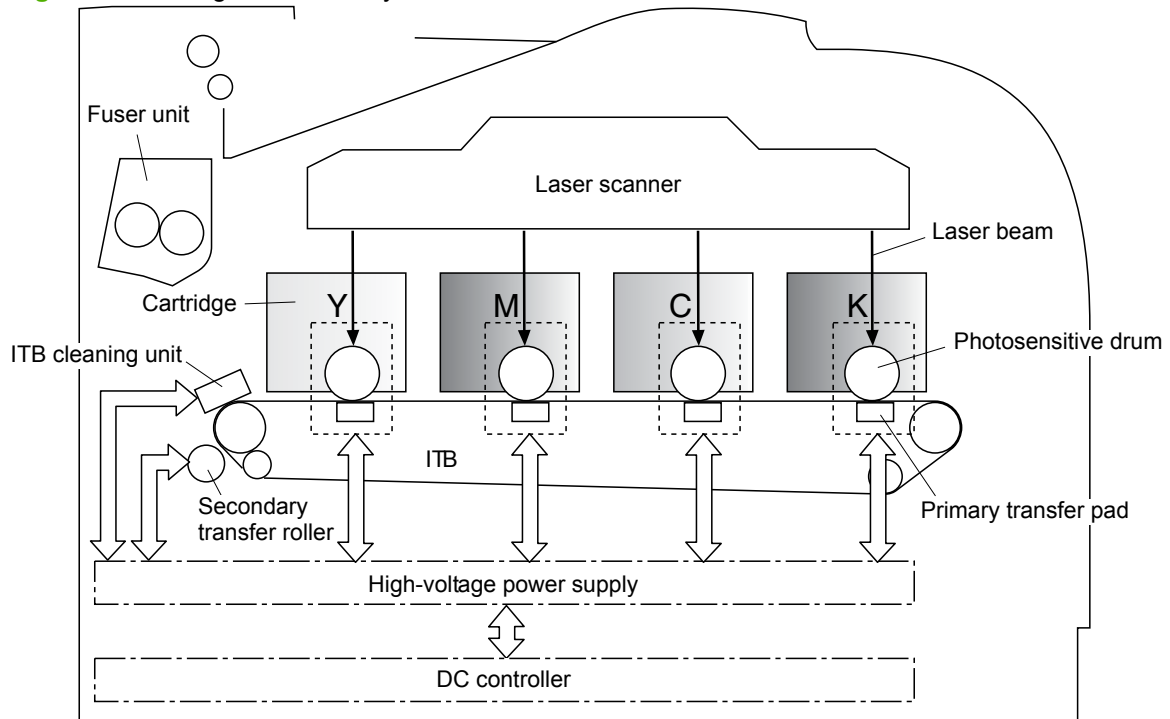 Fuser unit
Laser scanner
Laser beam
Cartridge
Y
M
C
K
Photosensitive drum
ITB cleaning unit
ITB
Secondary
transfer roller
Primary transfer pad
High-voltage power supply
DC controller